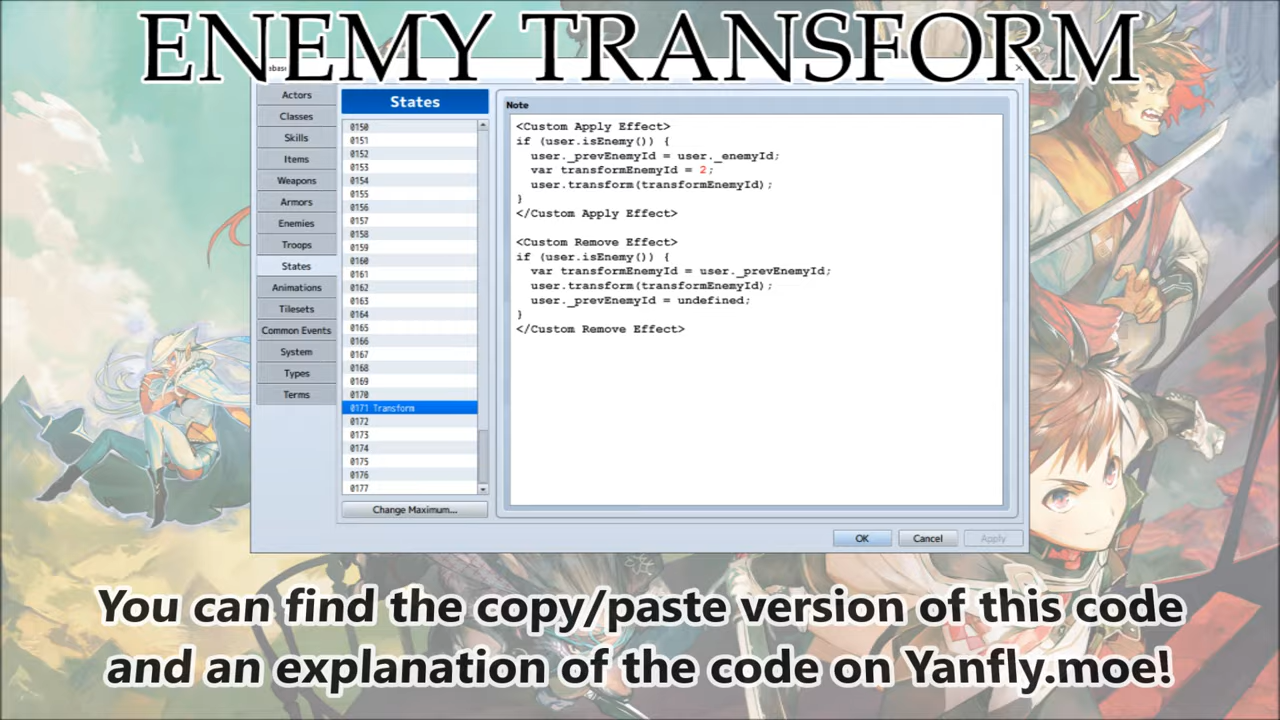 ENEMY TRANSFORM
Actors
Classes
Skills
Items
Weapons
Armors
Enemies
Troops
States
Animations
Tilesets
Common Events
System
Types
Terms
States
0150
0151
0152
0153
0154
0155
0156
0157
0158
0159
0160
0161
0162
0163
0164
0165
0166
0167
0168
0169
0170
0171 Transform
0172
0173
0174
0175
0176
0177
Change Maximum...
Note
<Custom Apply Effect>
if (user.isEnemy()) {
  user._prevEnemyId = user._enemyId;
  var transformEnemyId = 2;
  user.transform(transformEnemyId);
}
</Custom Apply Effect>
<Custom Remove Effect>
if (user.isEnemy()) {
  var transformEnemyId = user._prevEnemyId;
  user.transform(transformEnemyId);
  user._prevEnemyId = undefined;
}
</Custom Remove Effect>
OK
Cancel
Apply
You can find the copy/paste version of this code
and an explanation of the code on Yanfly.moe!